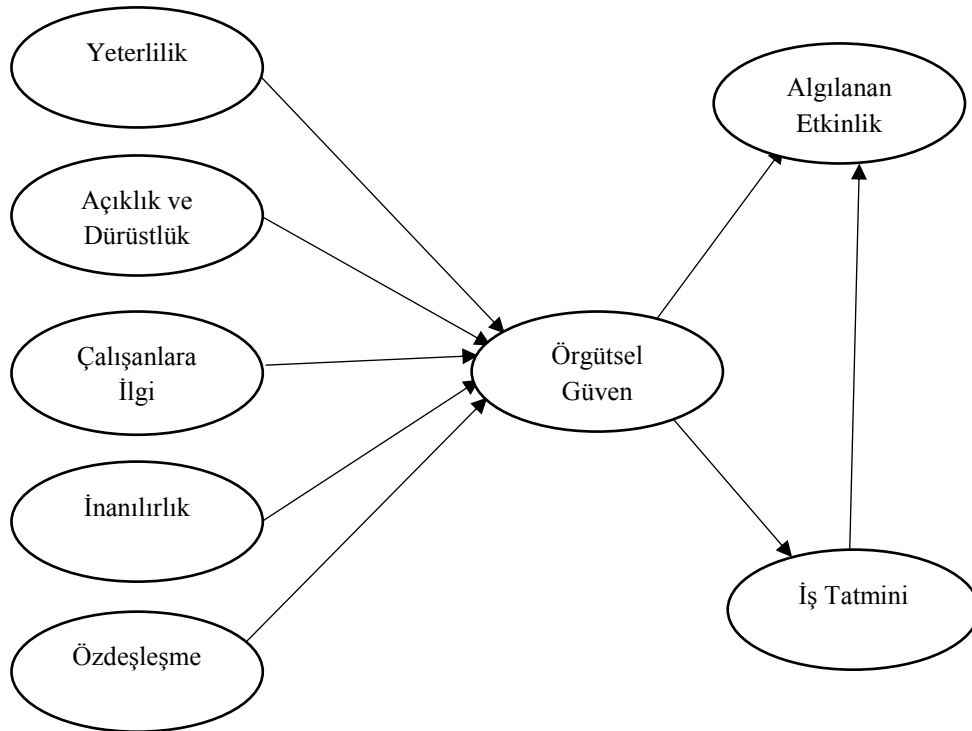 Yeterlilik
Açıklık ve
Dürüstlük
Çalışanlara
İlgi
İnanılırlık
Özdeşleşme
Örgütsel
Güven
Algılanan
Etkinlik
İş Tatmini